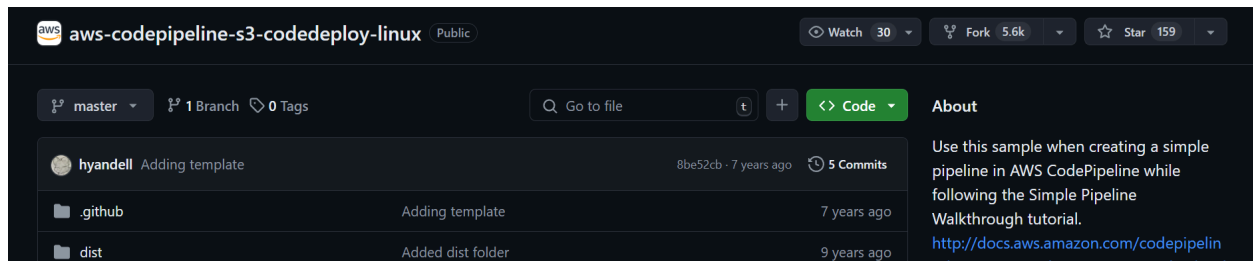 aws aws-codepipeline-s3-codedeploy-linux Public Watch 30 Fork 5.6k Star 159
master 1 Branch 0 Tags Go to file t + <> Code
hyandell Adding template 8be52cb · 7 years ago 5 Commits
.github Adding template 7 years ago
dist Added dist folder 9 years ago
About
Use this sample when creating a simple
pipeline in AWS CodePipeline while
following the Simple Pipeline
Walkthrough tutorial.
http://docs.aws.amazon.com/codepipelin